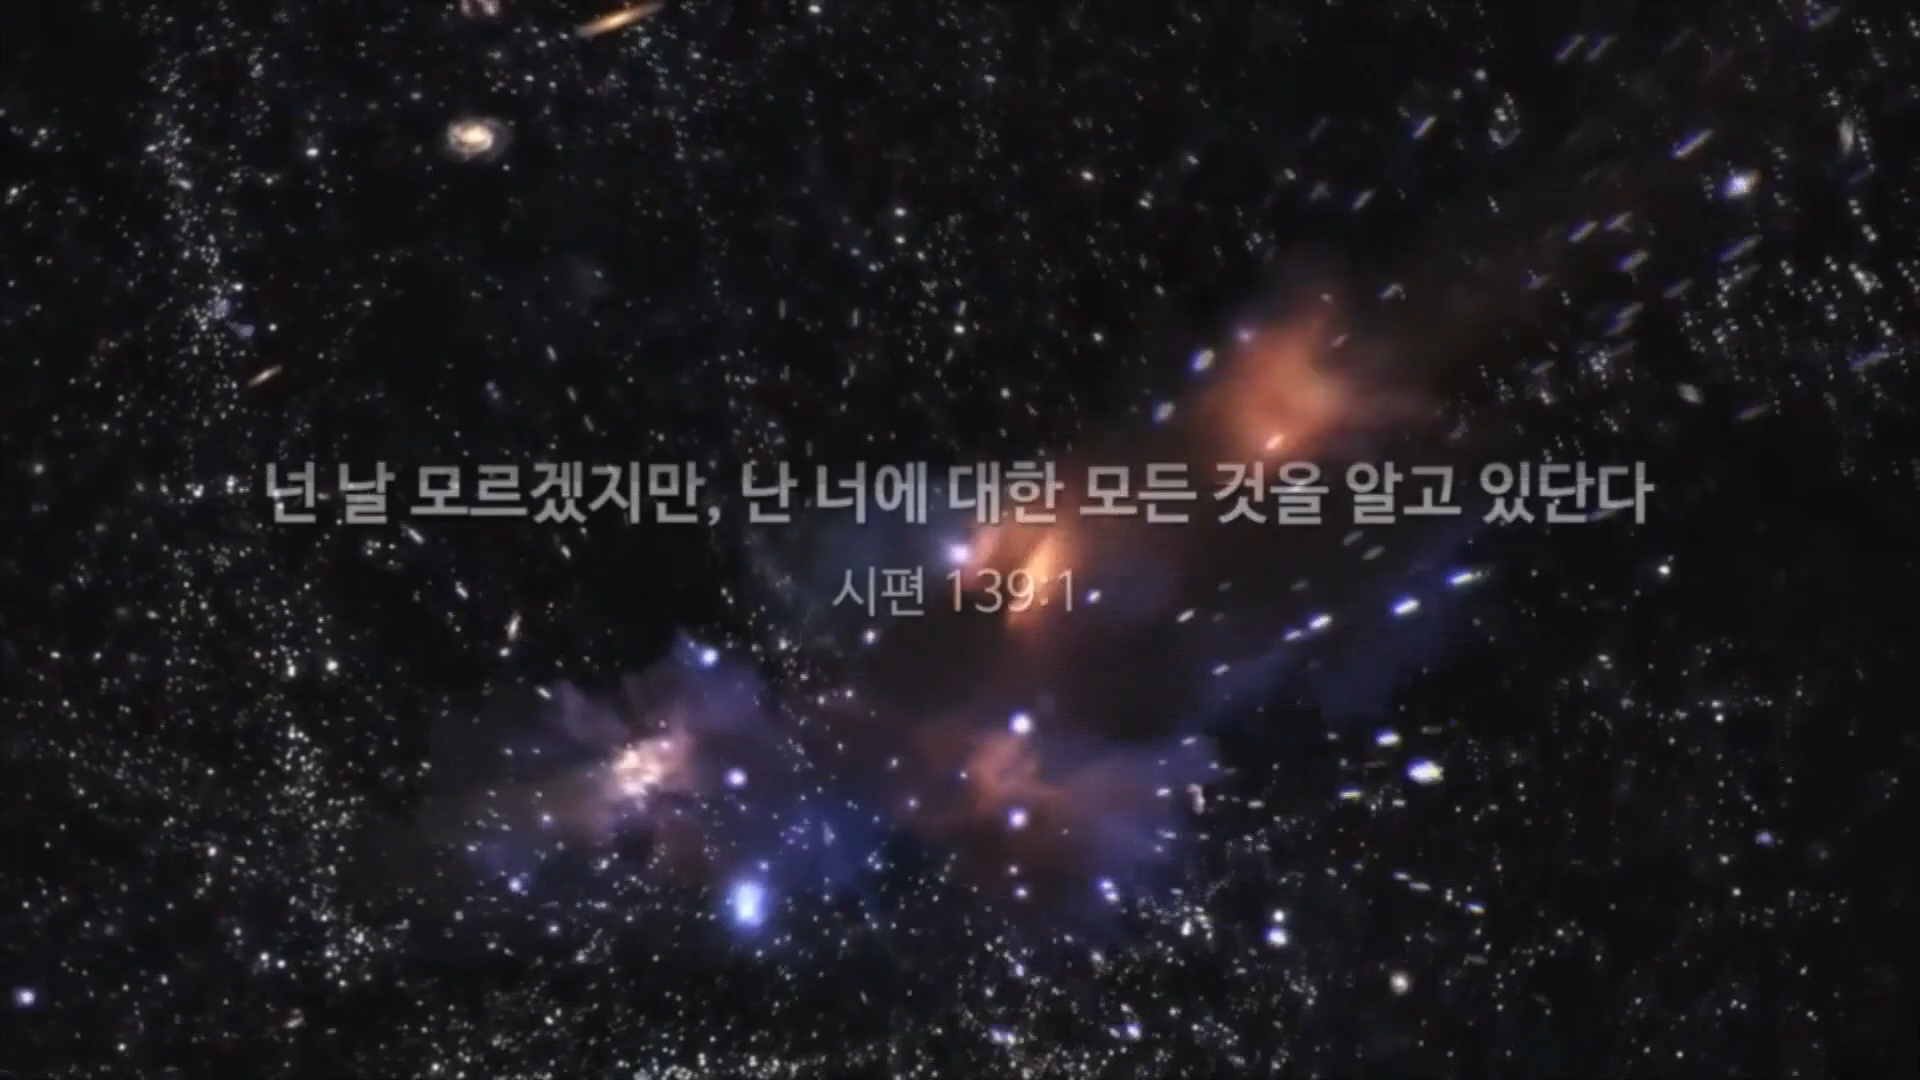 넌 날 모르겠지만, 난 너에 대한 모든 것을 알고 있단다
시편 139:1